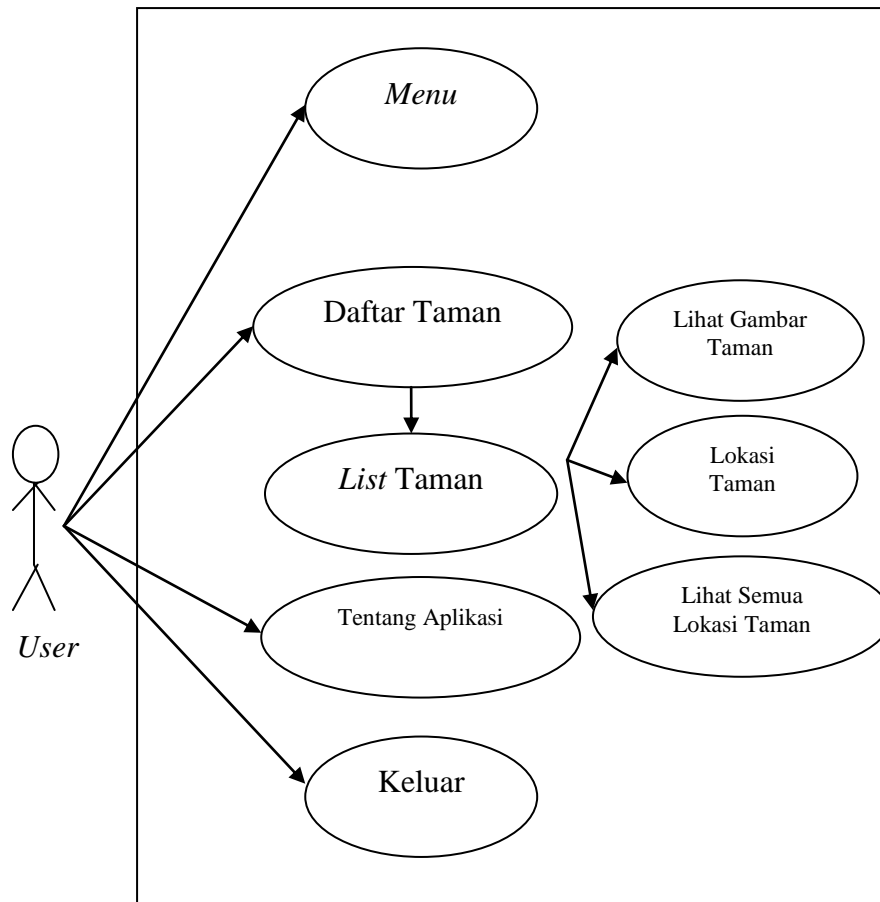 Menu
Daftar Taman
Lihat Gambar
Taman
List Taman
Lokasi
Taman
Tentang Aplikasi
Lihat Semua
Lokasi Taman
User
Keluar